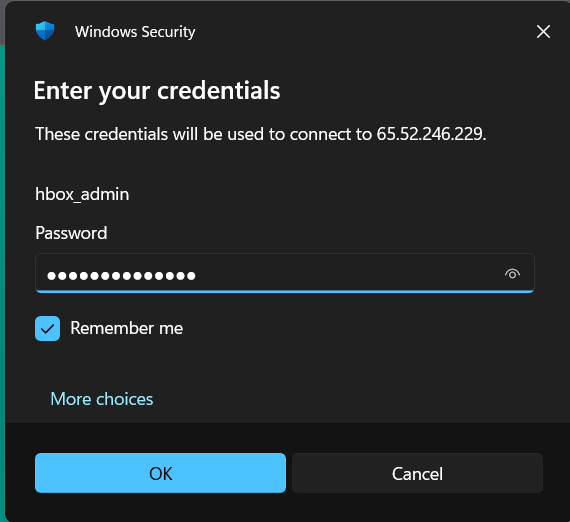 Windows Security
Enter your credentials
These credentials will be used to connect to 65.52.246.229.
hbox_admin
Password
●●●●●●●●●●●●●●
Remember me
More choices
OK
Cancel